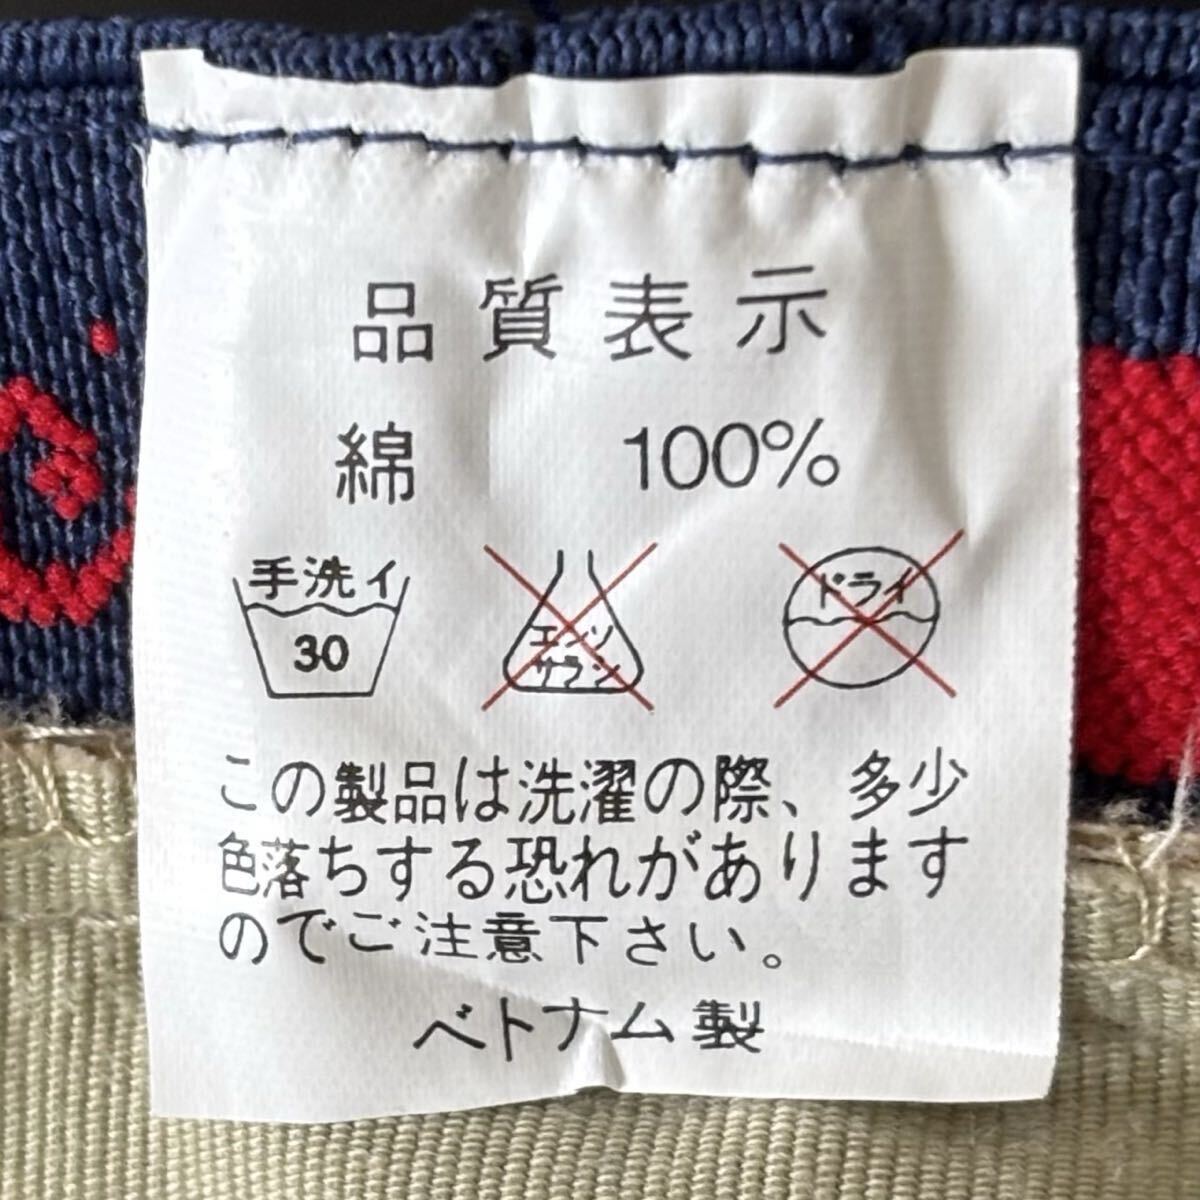 品質表示
綿 100%
手洗イ
30
エンソ
サラシ
ドライ
この製品は洗濯の際、多少
色落ちする恐れがあります
のでご注意下さい。
ベトナム製